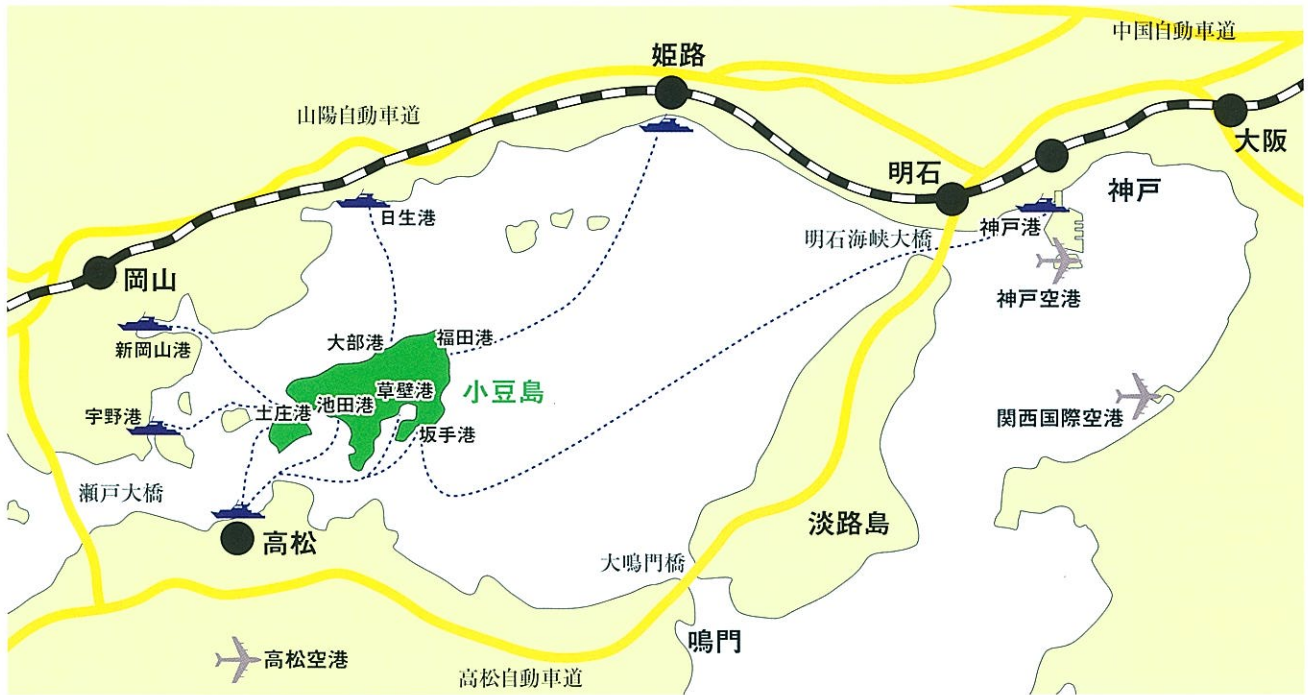 中国自動車道
姫路
山陽自動車道
大阪
明石
神戸
日生港
神戸港
明石海峡大橋
岡山
神戸空港
新岡山港
大部港
福田港
草壁港
小豆島
池田港
土庄港
宇野港
坂手港
関西国際空港
瀬戸大橋
淡路島
高松
大鳴門橋
鳴門
高松空港
高松自動車道